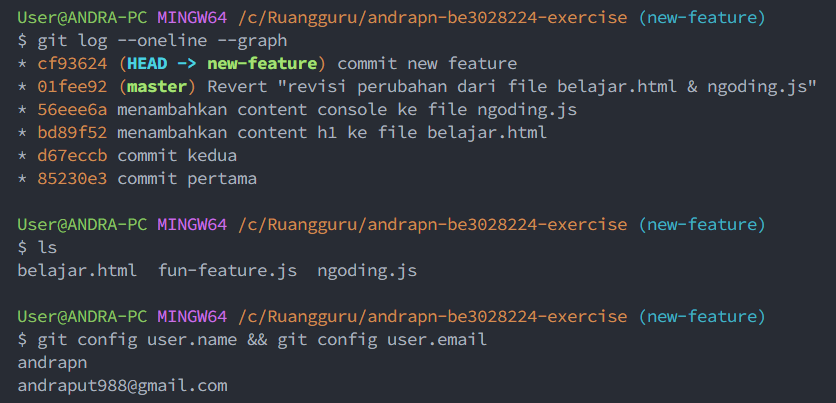 User@ANDRA-PC MINGW64 /c/Ruangguru/andrapn-be3028224-exercise (new-feature)
$ git log --oneline --graph
* cf93624 (HEAD -> new-feature) commit new feature
* 01fee92 (master) Revert "revisi perubahan dari file belajar.html & ngoding.js"
* 56eee6a menambahkan content console ke file ngoding.js
* bd89f52 menambahkan content h1 ke file belajar.html
* d67eccb commit kedua
* 85230e3 commit pertama
User@ANDRA-PC MINGW64 /c/Ruangguru/andrapn-be3028224-exercise (new-feature)
$ ls
belajar.html  fun-feature.js  ngoding.js
User@ANDRA-PC MINGW64 /c/Ruangguru/andrapn-be3028224-exercise (new-feature)
$ git config user.name && git config user.email
andrapn
andraput988@gmail.com